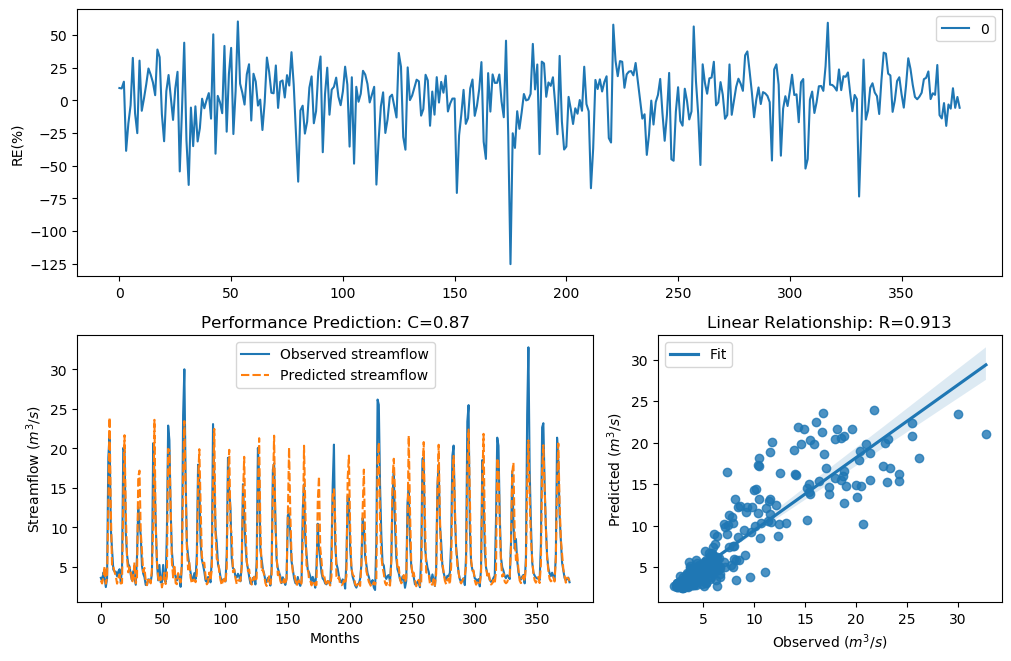 0
RE(%)
50
25
0
−25
−50
−75
−100
−125
0 50 100 150 200 250 300 350
Performance Prediction: C=0.87
Observed streamflow
Predicted streamflow
Streamflow (m³/s)
30
25
20
15
10
5
0 50 100 150 200 250 300 350
Months
Linear Relationship: R=0.913
Fit
Predicted (m³/s)
30
25
20
15
10
5
5 10 15 20 25 30
Observed (m³/s)